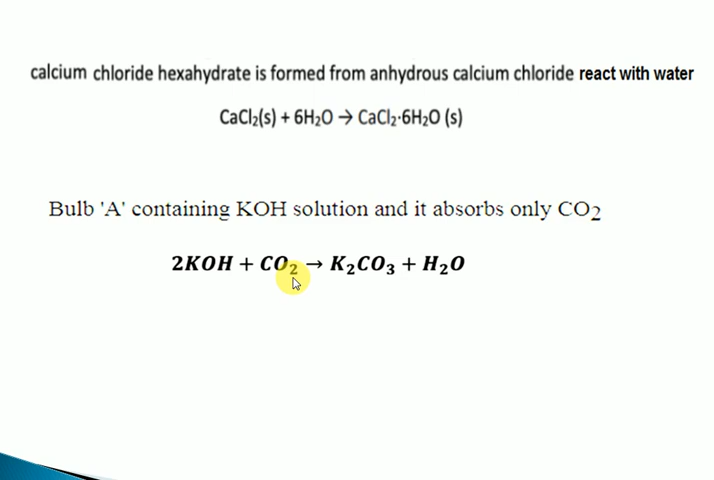 calcium chloride hexahydrate is formed from anhydrous calcium chloride react with water
CaCl₂(s) + 6H₂O → CaCl₂·6H₂O (s)
Bulb 'A' containing KOH solution and it absorbs only CO₂
2KOH + CO₂ → K₂CO₃ + H₂O